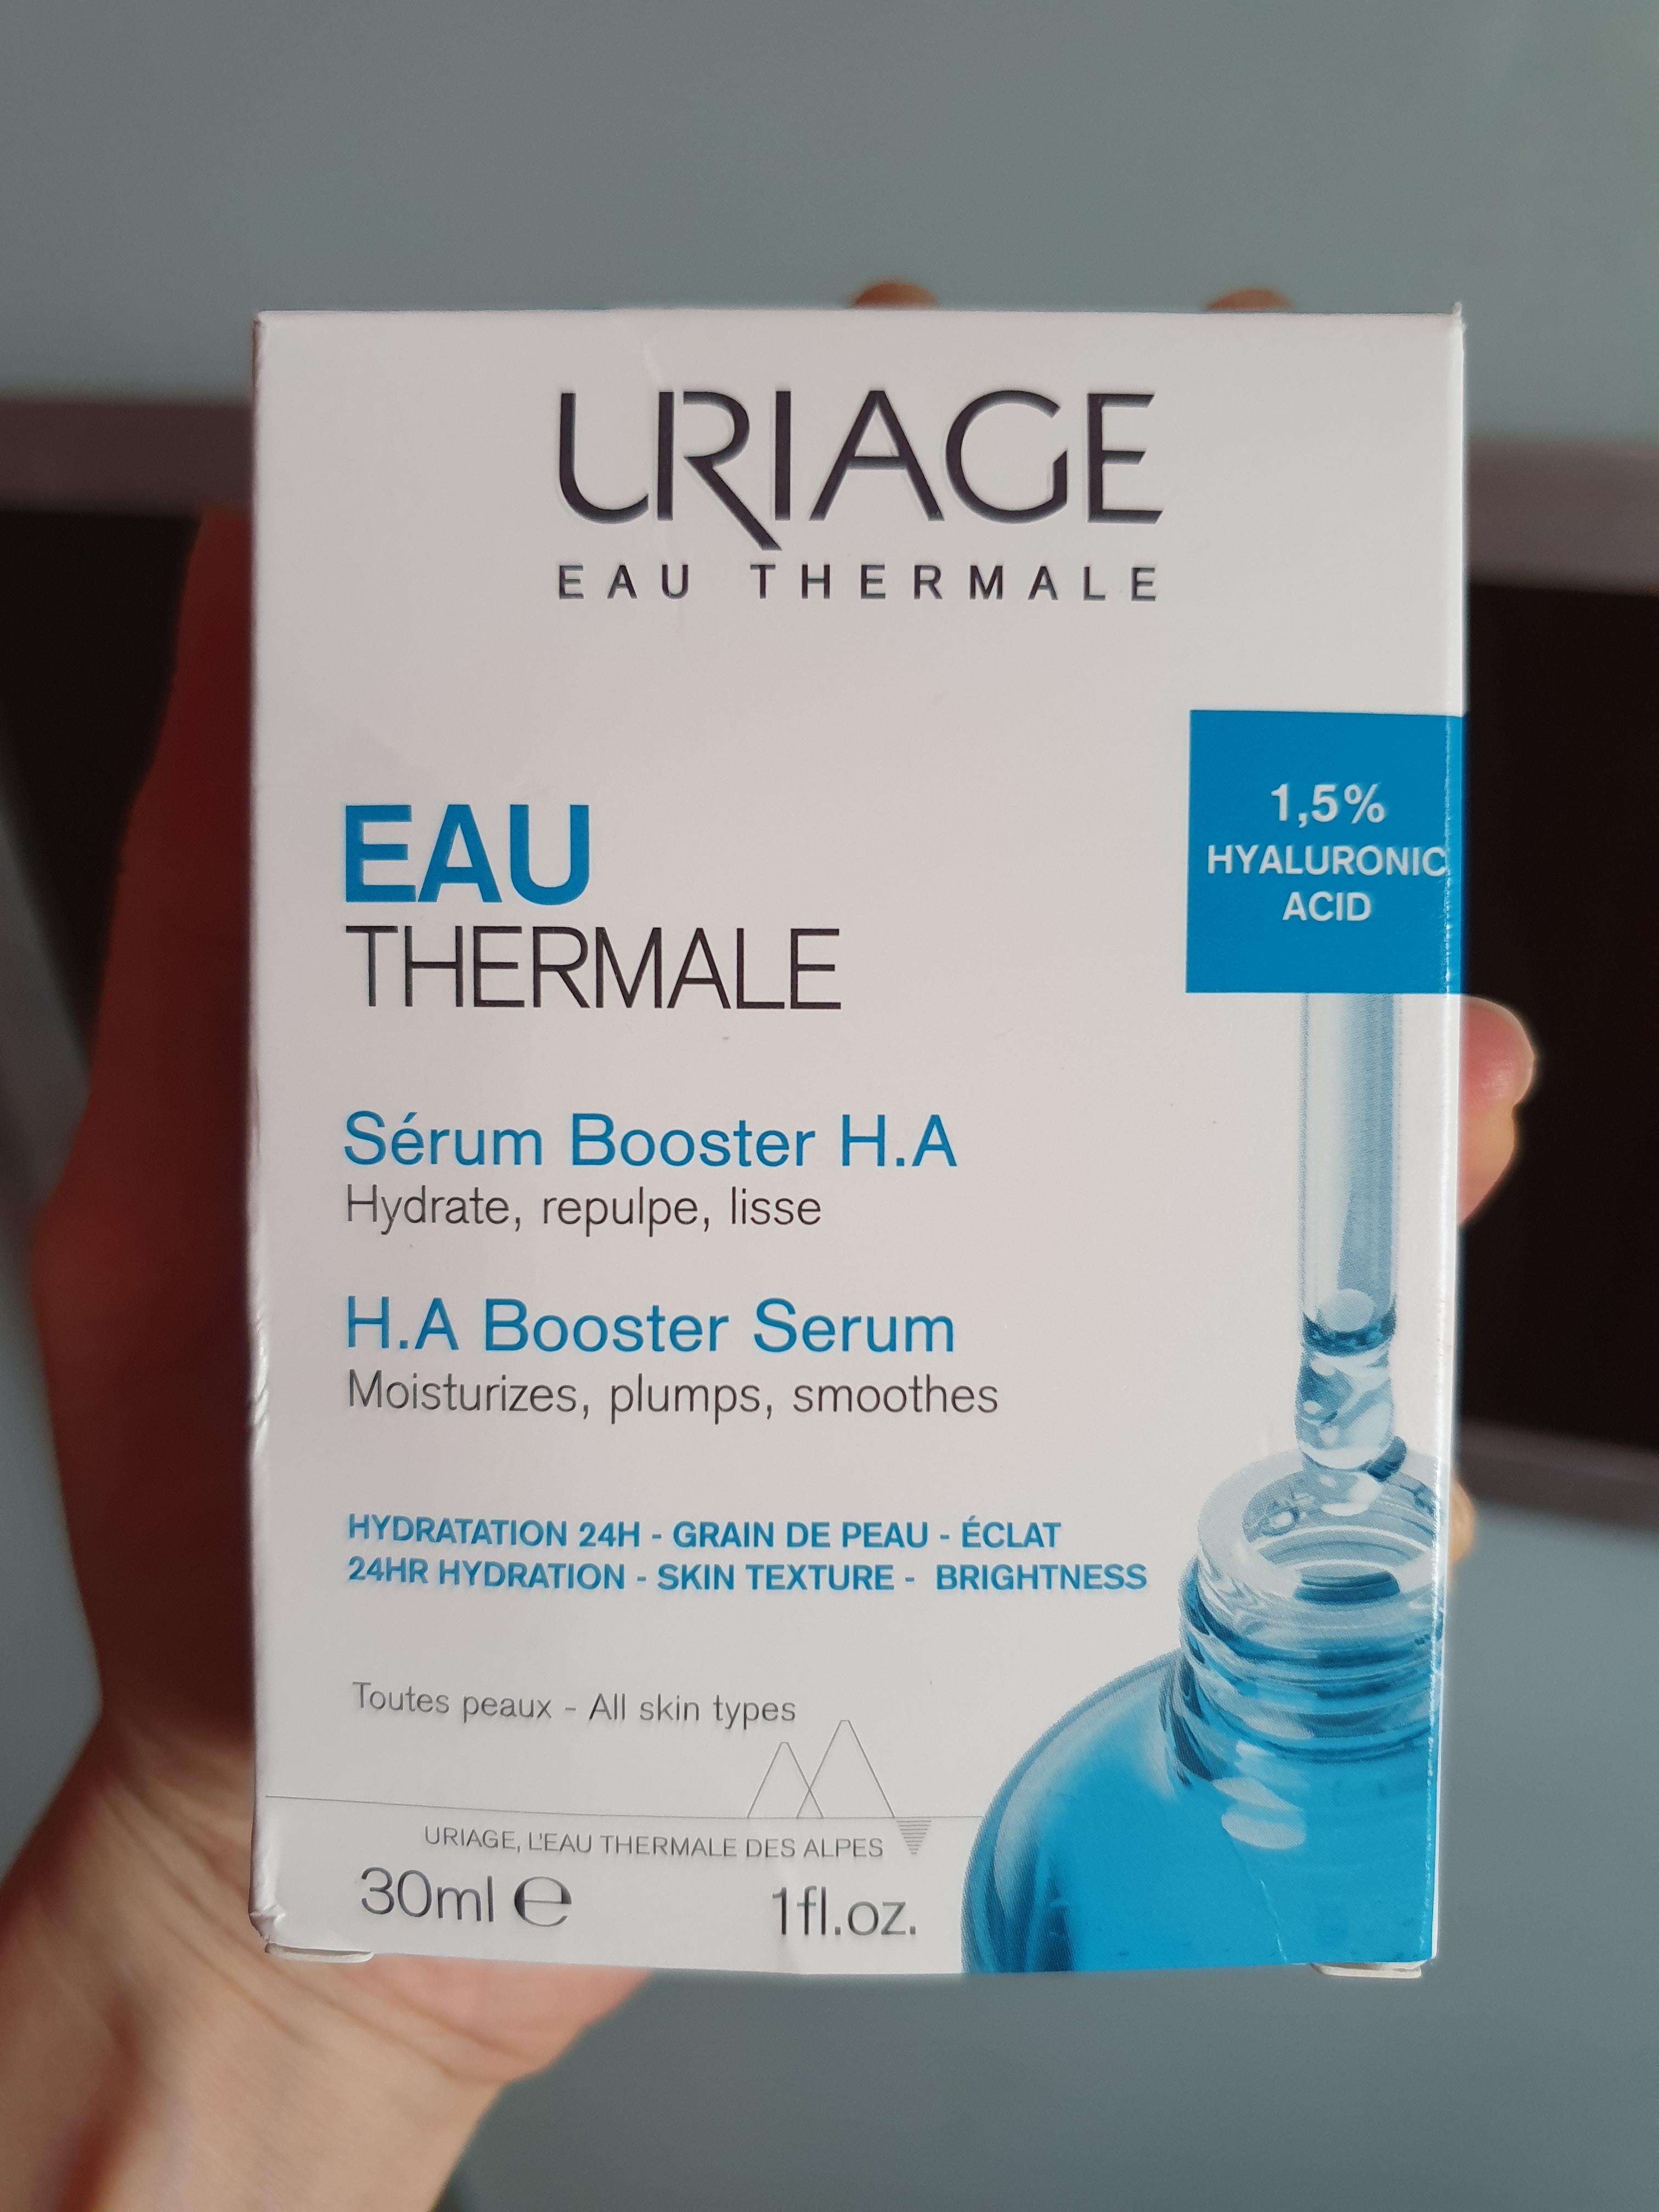 URIAGE
EAU THERMALE
1,5%
HYALURONIC
ACID
EAU
THERMALE
Sérum Booster H.A
Hydrate, repulpe, lisse
H.A Booster Serum
Moisturizes, plumps, smoothes
HYDRATATION 24H - GRAIN DE PEAU - ÉCLAT
24HR HYDRATION - SKIN TEXTURE - BRIGHTNESS
Toutes peaux - All skin types
URIAGE, L'EAU THERMALE DES ALPES
30ml e 1fl.oz.